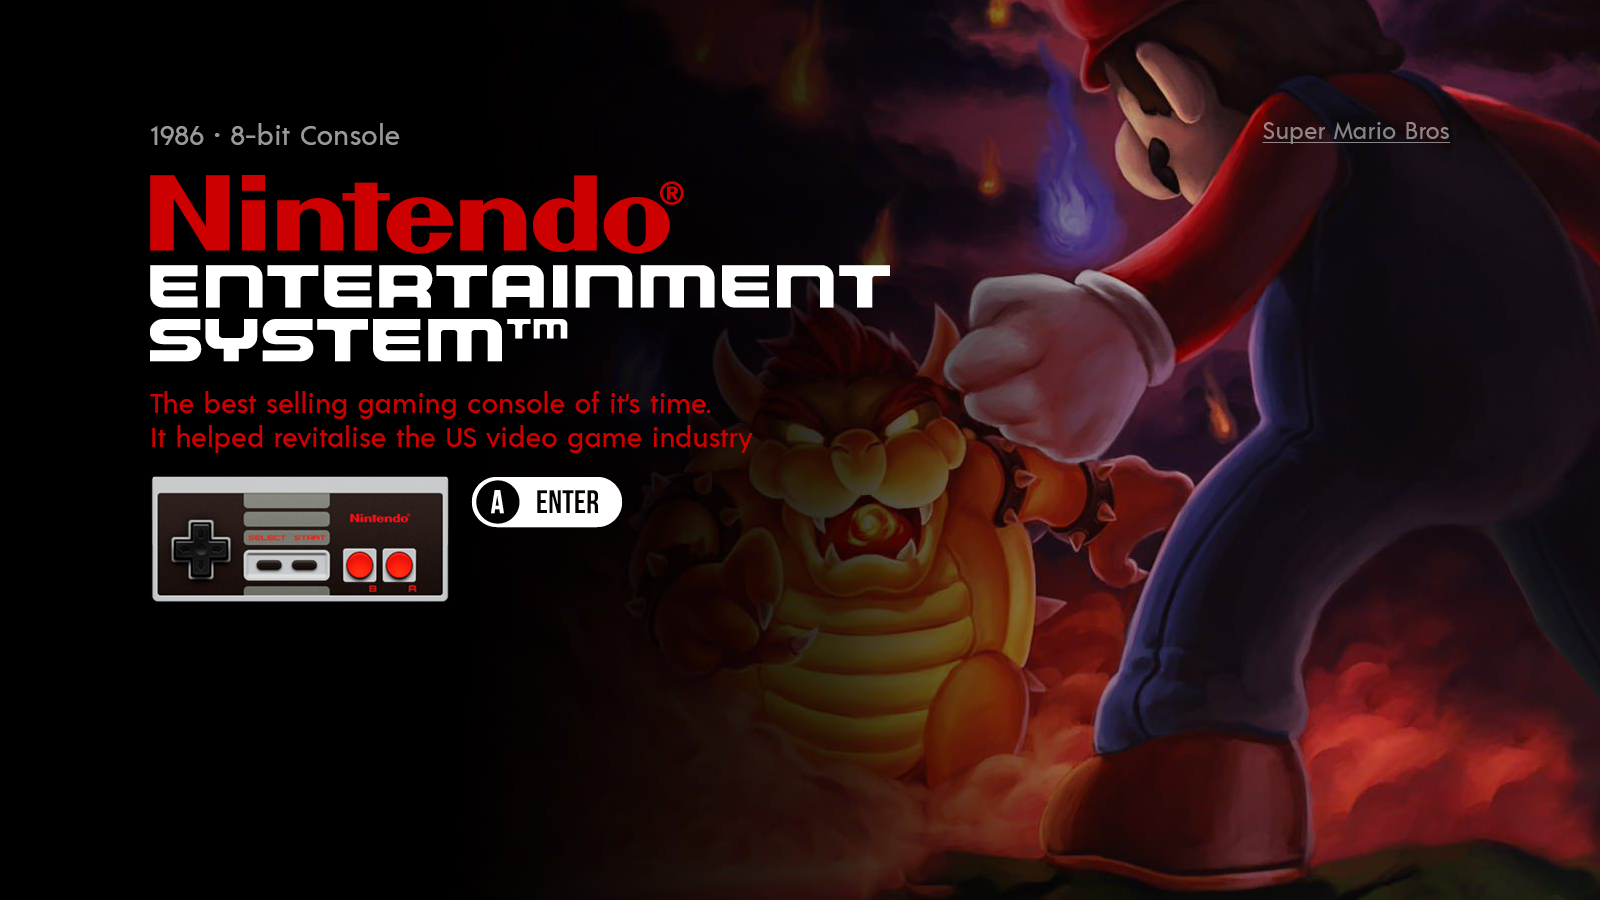 1986 · 8-bit Console
Super Mario Bros
Nintendo®
ENTERTAINMENT
SYSTEM™
The best selling gaming console of it's time.
It helped revitalise the US video game industry
A ENTER
Nintendo®
SELECT START
B A